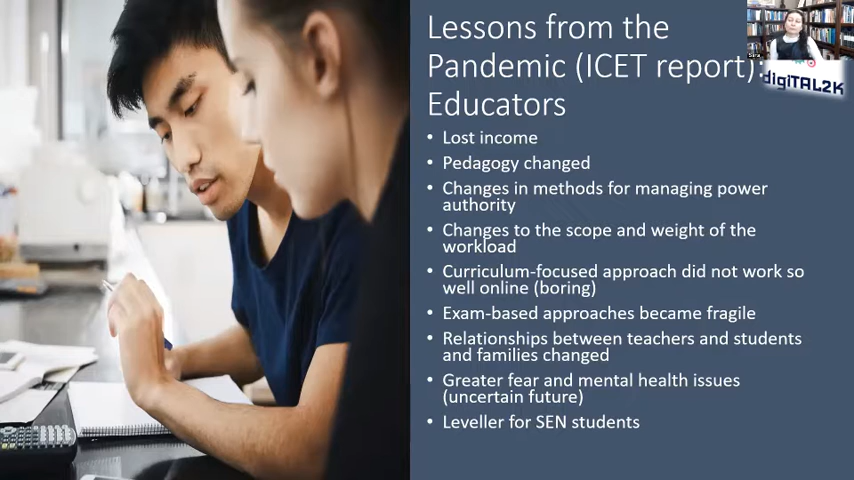 Lessons from the
Pandemic (ICET report):
Educators
digiTAL2K
• Lost income
• Pedagogy changed
• Changes in methods for managing power
authority
• Changes to the scope and weight of the
workload
• Curriculum-focused approach did not work so
well online (boring)
• Exam-based approaches became fragile
• Relationships between teachers and students
and families changed
• Greater fear and mental health issues
(uncertain future)
• Leveller for SEN students